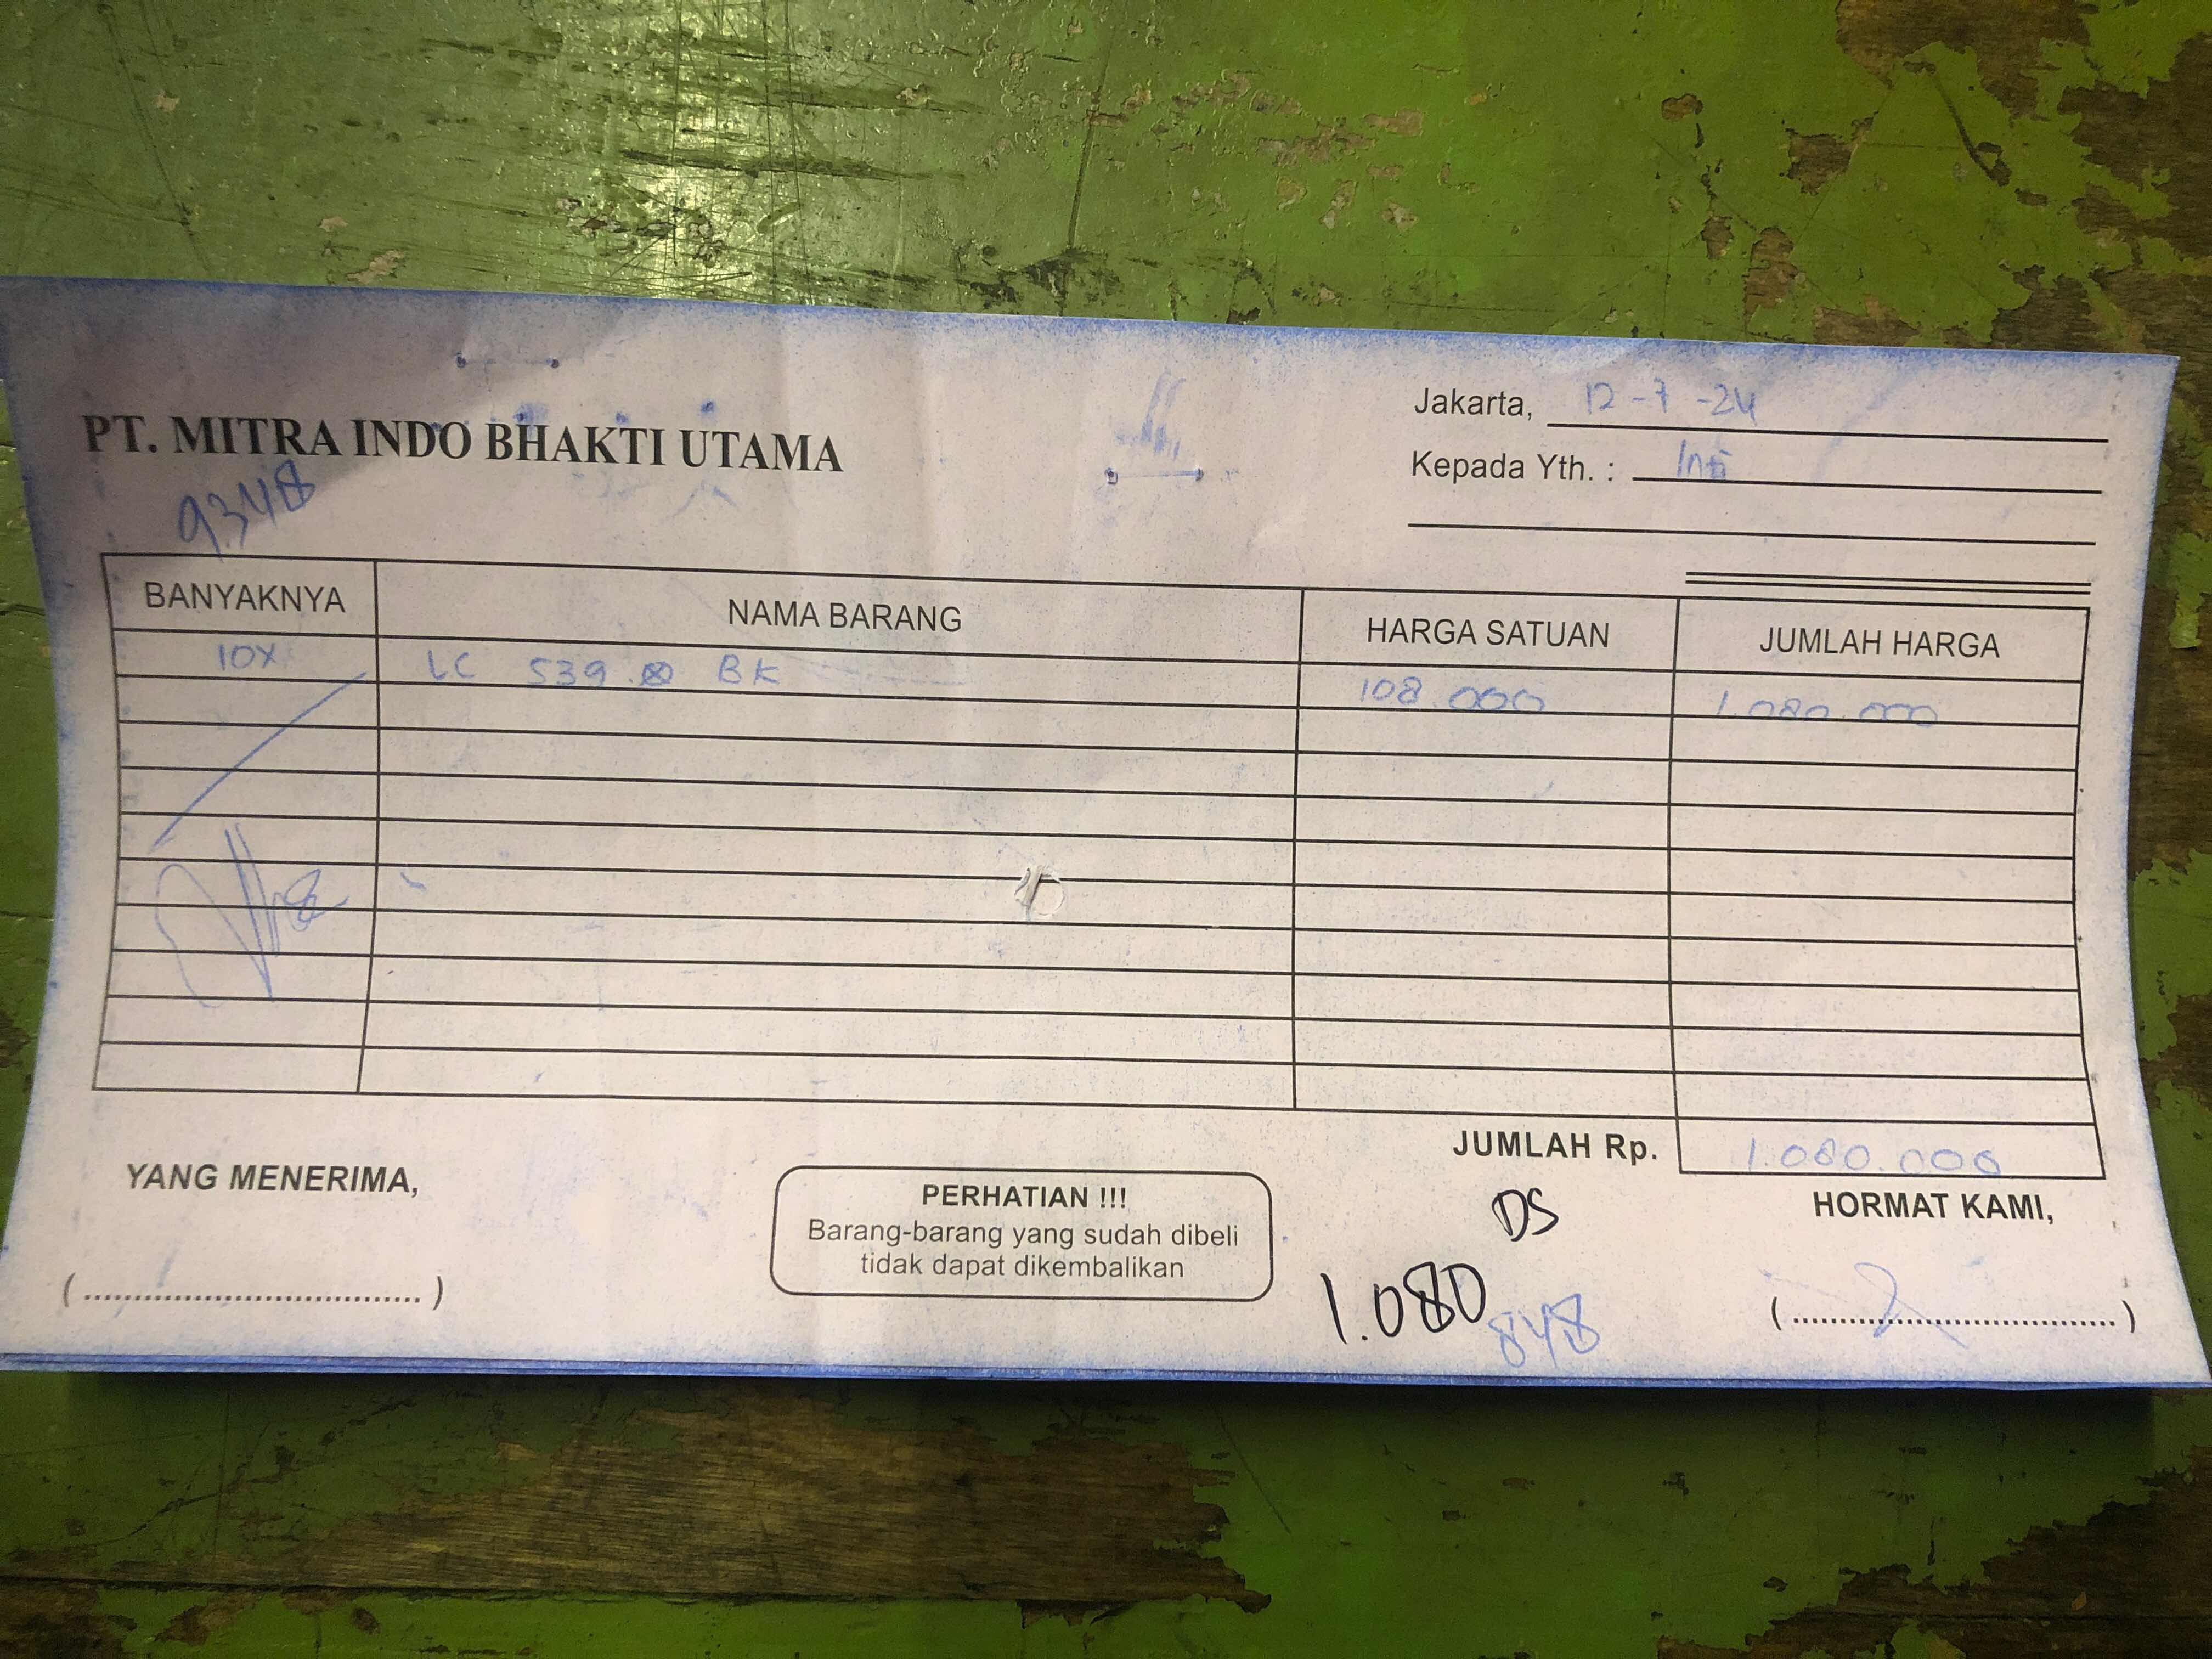 PT. MITRA INDO BHAKTI UTAMA
9348
Jakarta, 12-7-24
Kepada Yth. : Inti
BANYAKNYA NAMA BARANG HARGA SATUAN JUMLAH HARGA
10X LC 539 BK 108.000 1.080.000
JUMLAH Rp. 1.080.000
YANG MENERIMA,
PERHATIAN !!!
Barang-barang yang sudah dibeli
tidak dapat dikembalikan
DS
1.080
848
HORMAT KAMI,
(....................................)
(....................................)